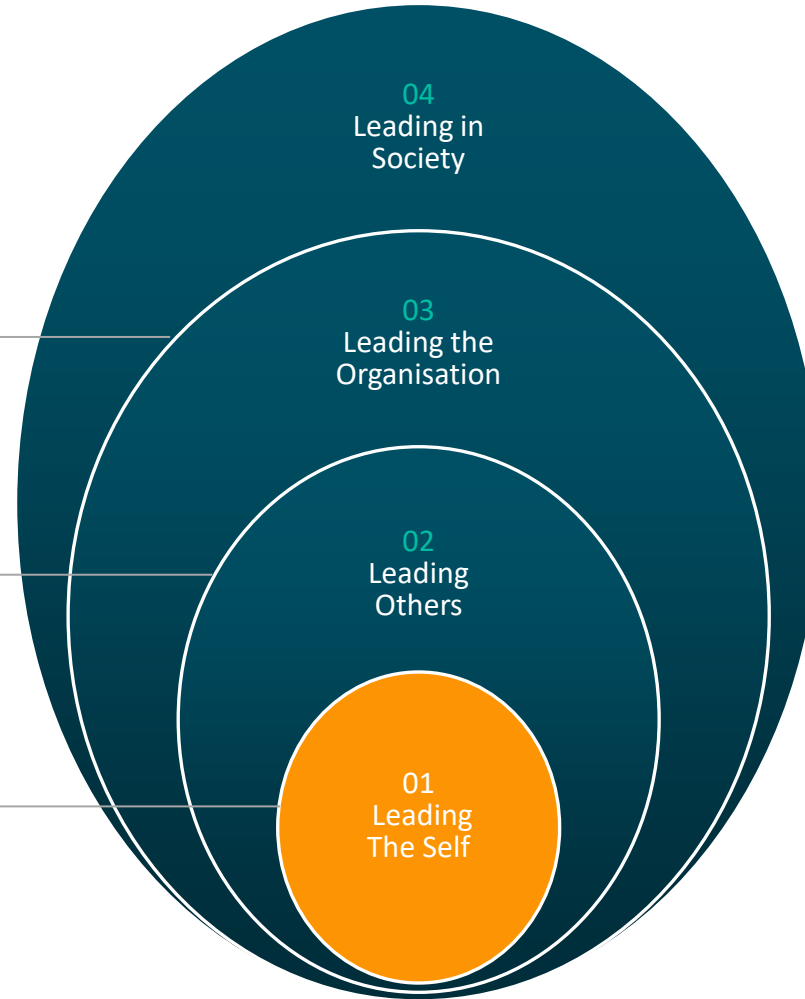 04
Leading in
Society
03
Leading the
Organisation
02
Leading
Others
01
Leading
The Self